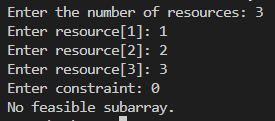 Enter the number of resources: 3
Enter resource[1]: 1
Enter resource[2]: 2
Enter resource[3]: 3
Enter constraint: 0
No feasible subarray.